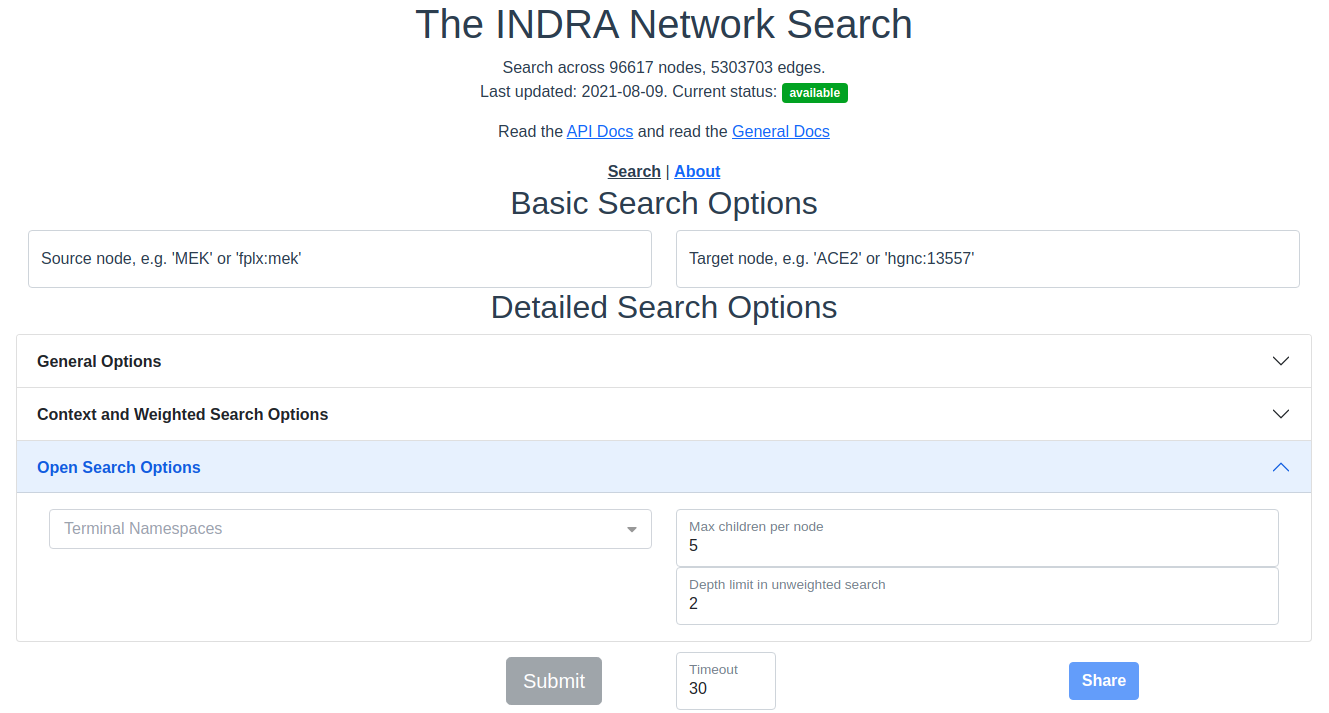 The INDRA Network Search
Search across 96617 nodes, 5303703 edges.
Last updated: 2021-08-09. Current status: available
Read the API Docs and read the General Docs
Search | About
Basic Search Options
Source node, e.g. 'MEK' or 'fplx:mek'
Target node, e.g. 'ACE2' or 'hgnc:13557'
Detailed Search Options
General Options
Context and Weighted Search Options
Open Search Options
Terminal Namespaces
Max children per node
5
Depth limit in unweighted search
2
Submit
Timeout
30
Share